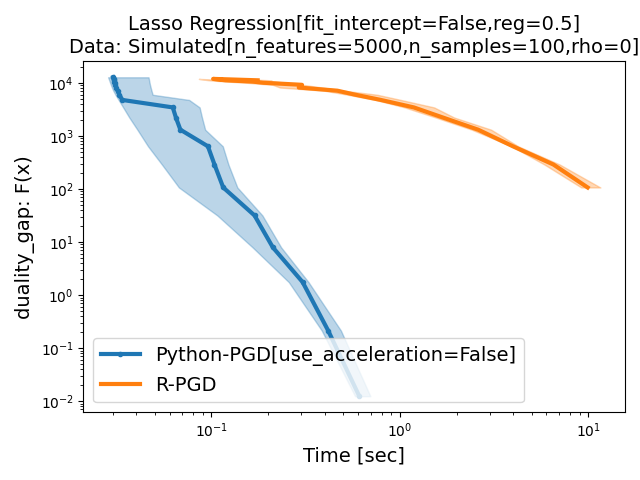 Lasso Regression[fit_intercept=False,reg=0.5]
Data: Simulated[n_features=5000,n_samples=100,rho=0]
duality_gap: F(x)
10⁴
10³
10²
10¹
10⁰
10⁻¹
10⁻²
Python-PGD[use_acceleration=False]
R-PGD
10⁻¹ 10⁰ 10¹
Time [sec]